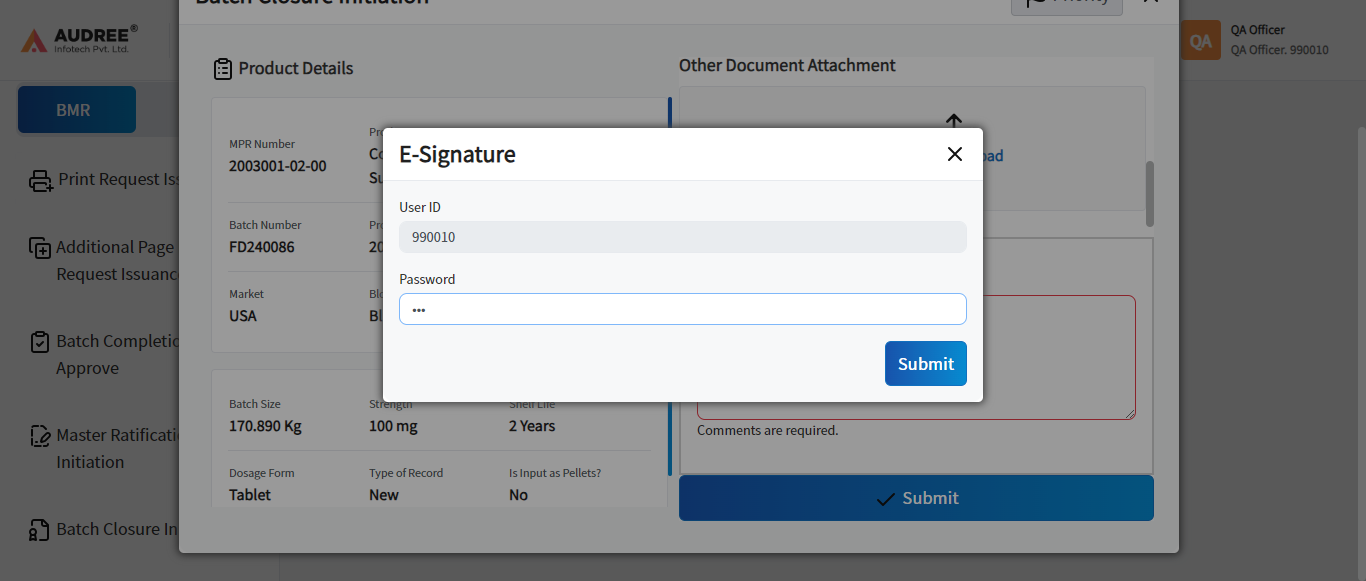 Batch Closure Initiation
Priority
AUDREE®
Infotech Pvt. Ltd.
QA
QA Officer
QA Officer. 990010
BMR
Print Request Iss
Additional Page
Request Issuanc
Batch Completic
Approve
Master Ratificati
Initiation
Batch Closure In
Product Details
MPR Number
2003001-02-00
Batch Number
FD240086
Market
USA
Batch Size
170.890 Kg
Strength
100 mg
Shelf Life
2 Years
Dosage Form
Tablet
Type of Record
New
Is Input as Pellets?
No
Other Document Attachment
E-Signature
User ID
990010
Password
•••
Submit
Comments are required.
Submit